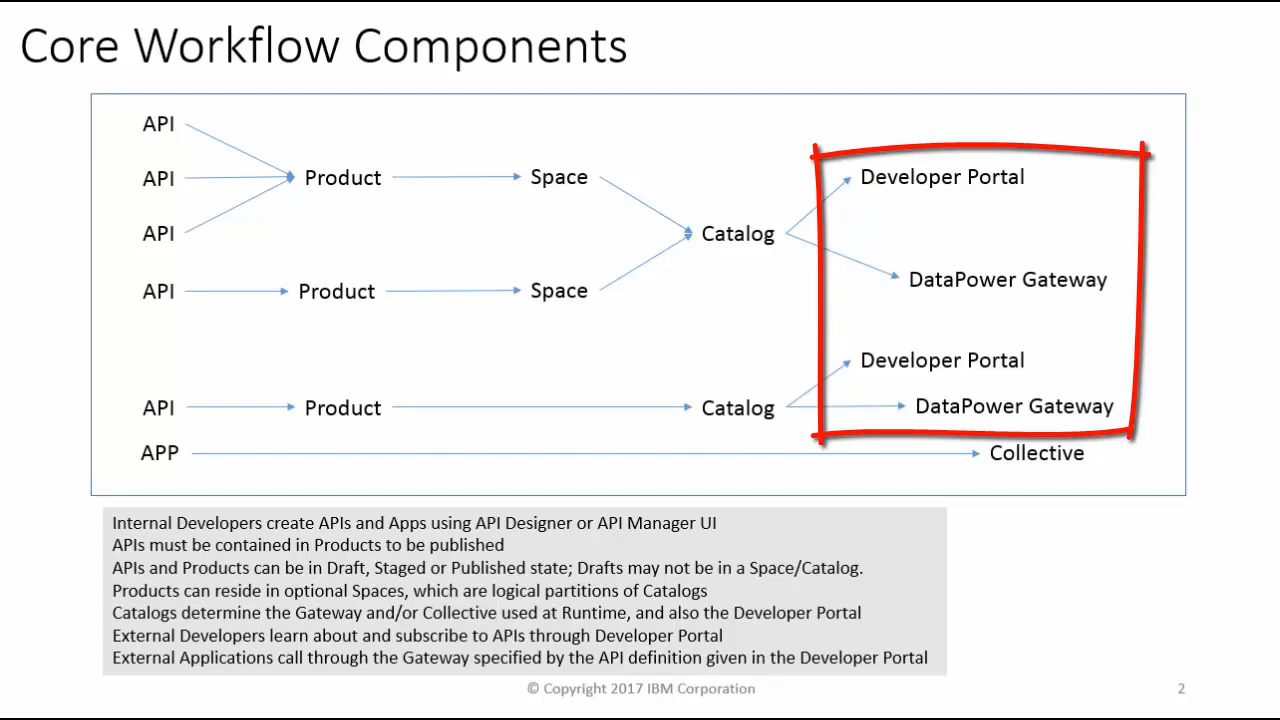 Core Workflow Components
API
API Product Space Developer Portal
API Catalog
DataPower Gateway
API Product Space
Developer Portal
API Product Catalog DataPower Gateway
APP Collective
Internal Developers create APIs and Apps using API Designer or API Manager UI
APIs must be contained in Products to be published
APIs and Products can be in Draft, Staged or Published state; Drafts may not be in a Space/Catalog.
Products can reside in optional Spaces, which are logical partitions of Catalogs
Catalogs determine the Gateway and/or Collective used at Runtime, and also the Developer Portal
External Developers learn about and subscribe to APIs through Developer Portal
External Applications call through the Gateway specified by the API definition given in the Developer Portal
© Copyright 2017 IBM Corporation 2